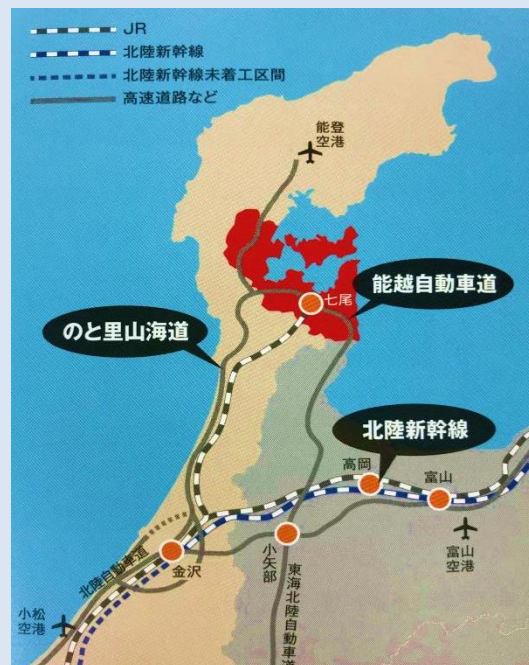 JR
北陸新幹線
北陸新幹線未着工区間
高速道路など
能登
空港
能越自動車道
七尾
のと里山海道
北陸新幹線
高岡
富山
富山
空港
小矢部
金沢
北陸自動車道
東海北陸自動車道
小松
空港